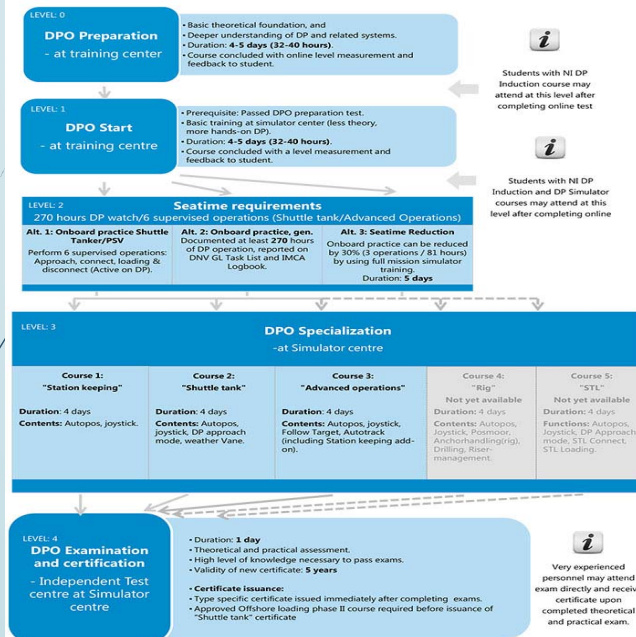 LEVEL: 0
DPO Preparation
- at training center
• Basic theoretical foundation, and
• Deeper understanding of DP and related systems.
• Duration: 4-5 days (32-40 hours).
• Course concluded with online level measurement and
feedback to student.
i
Students with NI DP
Induction course may
attend at this level after
completing online test
LEVEL: 1
DPO Start
- at training centre
• Prerequisite: Passed DPO preparation test.
• Basic training at simulator center (less theory,
more hands-on DP).
• Duration: 4-5 days (32-40 hours).
• Course concluded with a level measurement and
feedback to student.
i
Students with NI DP
Induction and DP Simulator
courses may attend at this
level after completing online
LEVEL: 2
Seatime requirements
270 hours DP watch/6 supervised operations (Shuttle tank/Advanced Operations)
Alt. 1: Onboard practice Shuttle
Tanker/PSV
Perform 6 supervised operations:
Approach, connect, loading &
disconnect (Active on DP).
Alt. 2: Onboard practice, gen.
Documented at least 270 hours
of DP operation, reported on
DNV GL Task List and IMCA
Logbook.
Alt. 3: Seatime Reduction
Onboard practice can be reduced
by 30% (3 operations / 81 hours)
by using full mission simulator
training.
Duration: 5 days
LEVEL: 3
DPO Specialization
-at Simulator centre
Course 1:
"Station keeping"
Duration: 4 days
Contents: Autopos, joystick.
Course 2:
"Shuttle tank"
Duration: 4 days
Contents: Autopos,
joystick, DP approach
mode, weather Vane.
Course 3:
"Advanced operations"
Duration: 4 days
Contents: Autopos, joystick,
Follow Target, Autotrack
(including Station keeping add-
on).
Course 4:
"Rig"
Not yet available
Duration: 4 days
Contents: Autopos,
Joystick, Posmoor,
Anchorhandling(rig),
Drilling, Riser-
management.
Course 5:
"STL"
Not yet available
Duration: 4 days
Functions: Autopos,
Joystick, DP Approach
mode, STL Connect,
STL Loading.
LEVEL: 4
DPO Examination
and certification
- Independent Test
centre at Simulator
centre
• Duration: 1 day
• Theoretical and practical assessment.
• High level of knowledge necessary to pass exams.
• Validity of new certificate: 5 years
• Certificate issuance:
• Type specific certificate issued immediately after completing exams.
• Approved Offshore loading phase II course required before issuance of
"Shuttle tank" certificate
i
Very experienced
personnel may attend
exam directly and receive
certificate upon
completed theoretical
and practical exam.